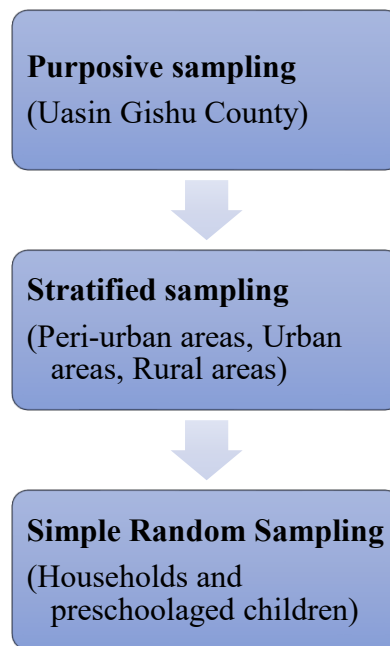 Purposive sampling
(Uasin Gishu County)
Stratified sampling
(Peri-urban areas, Urban
areas, Rural areas)
Simple Random Sampling
(Households and
preschoolaged children)